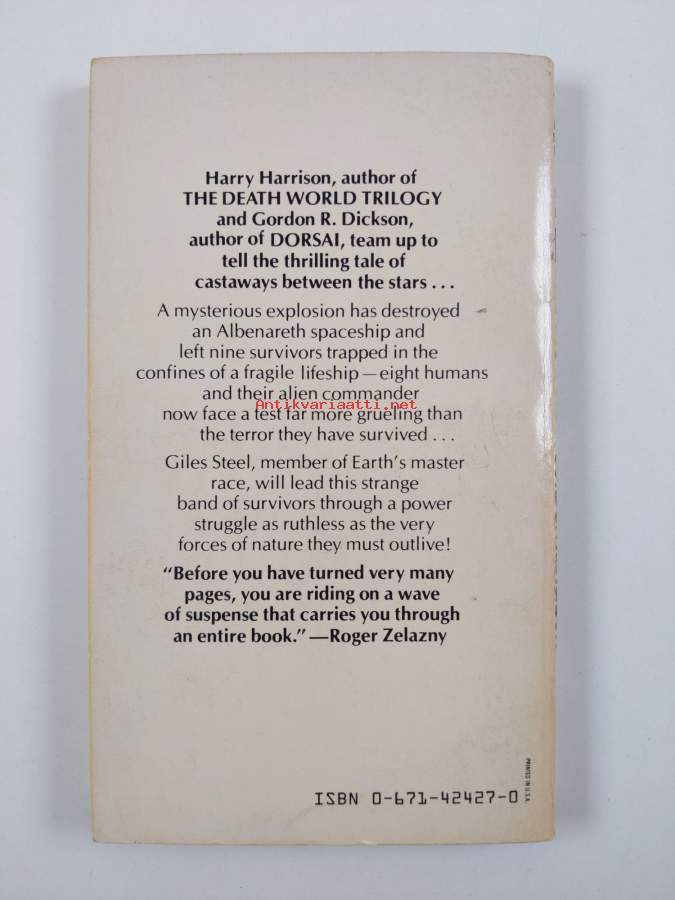 Harry Harrison, author of
THE DEATH WORLD TRILOGY
and Gordon R. Dickson,
author of DORSAI, team up to
tell the thrilling tale of
castaways between the stars . . .
A mysterious explosion has destroyed
an Albenareth spaceship and
left nine survivors trapped in the
confines of a fragile lifeship—eight humans
and their alien commander
Antikvariaatti.net
now face a test far more grueling than
the terror they have survived . . .
Giles Steel, member of Earth's master
race, will lead this strange
band of survivors through a power
struggle as ruthless as the very
forces of nature they must outlive!
"Before you have turned very many
pages, you are riding on a wave
of suspense that carries you through
an entire book."—Roger Zelazny
PRINTED IN U.S.A.
ISBN 0-671-42427-0